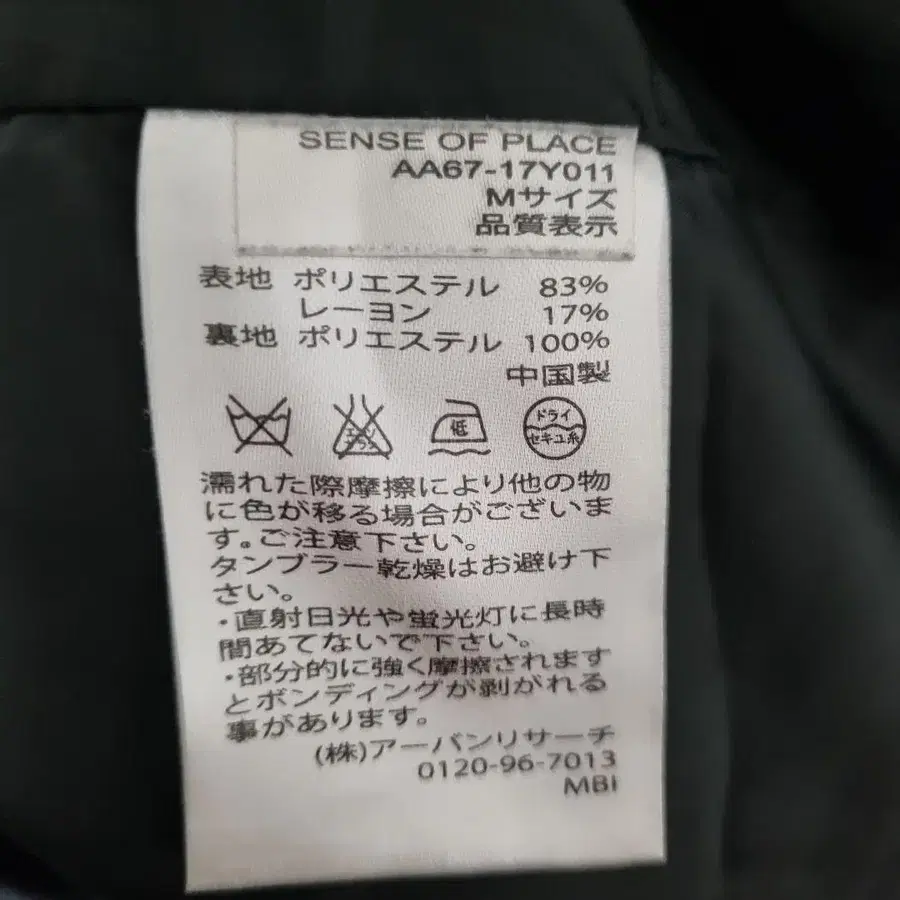 SENSE OF PLACE
AA67-17Y011
Mサイズ
品質表示
表地 ポリエステル 83%
レーヨン 17%
裏地 ポリエステル 100%
中国製
エンソ
サラシ
低
ドライ
セキユ系
濡れた際摩擦により他の物
に色が移る場合がございま
す。ご注意下さい。
タンブラー乾燥はお避け下
さい。
・直射日光や蛍光灯に長時
間あてないで下さい。
・部分的に強く摩擦されます
とボンディングが剥がれる
事があります。
(株)アーバンリサーチ
0120-96-7013
MBI